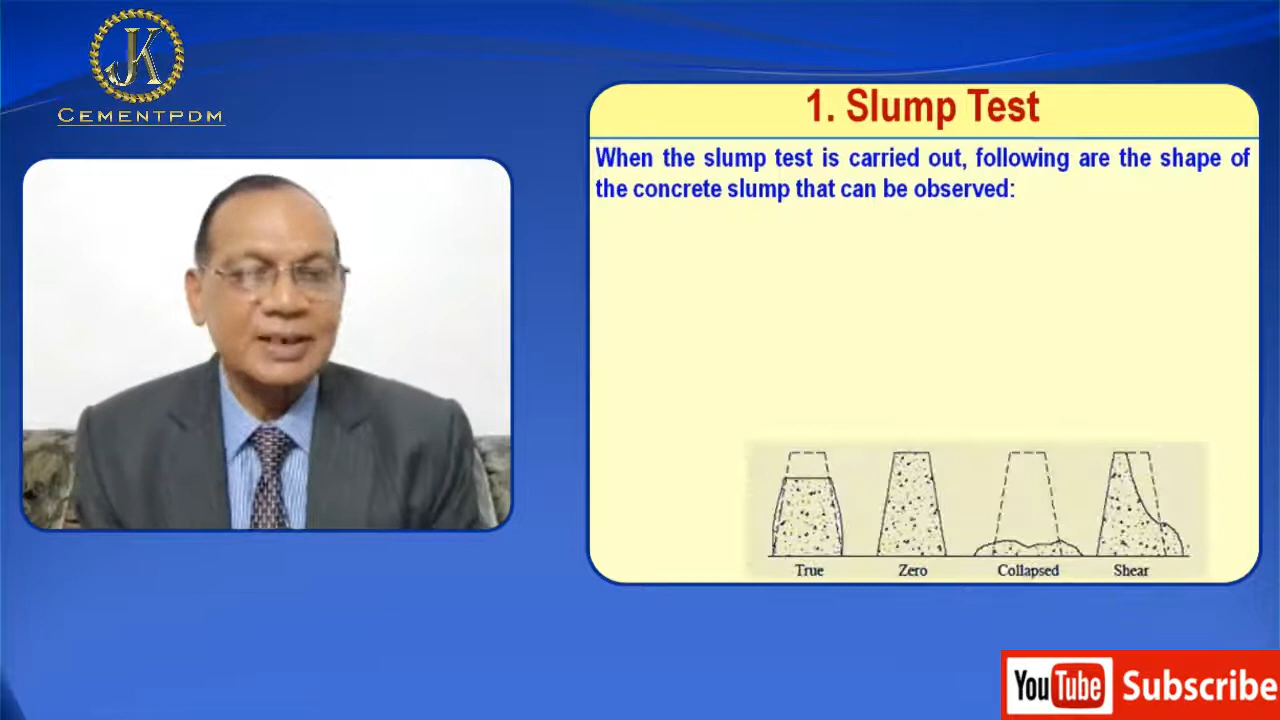 JK
CEMENTPDM
1. Slump Test
When the slump test is carried out, following are the shape of
the concrete slump that can be observed:
True Zero Collapsed Shear
YouTube Subscribe